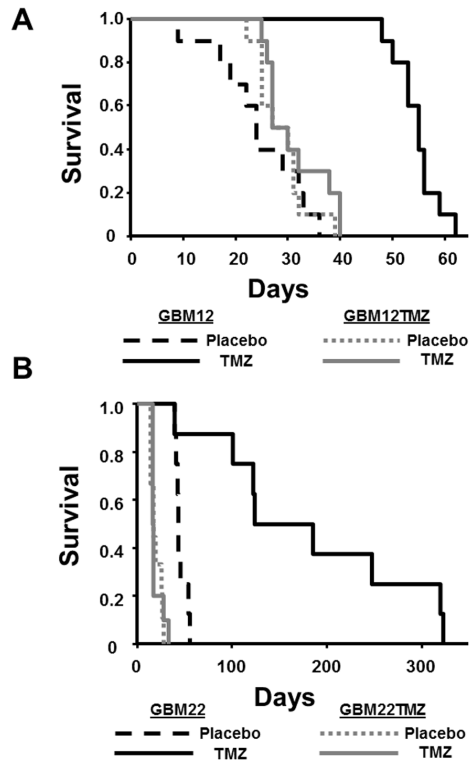 A
1.0
0.8
0.6
0.4
0.2
0
Survival
0 10 20 30 40 50 60
Days
GBM12 GBM12TMZ
Placebo Placebo
TMZ TMZ
B
1.0
0.8
0.6
0.4
0.2
0
Survival
0 100 200 300
Days
GBM22 GBM22TMZ
Placebo Placebo
TMZ TMZ